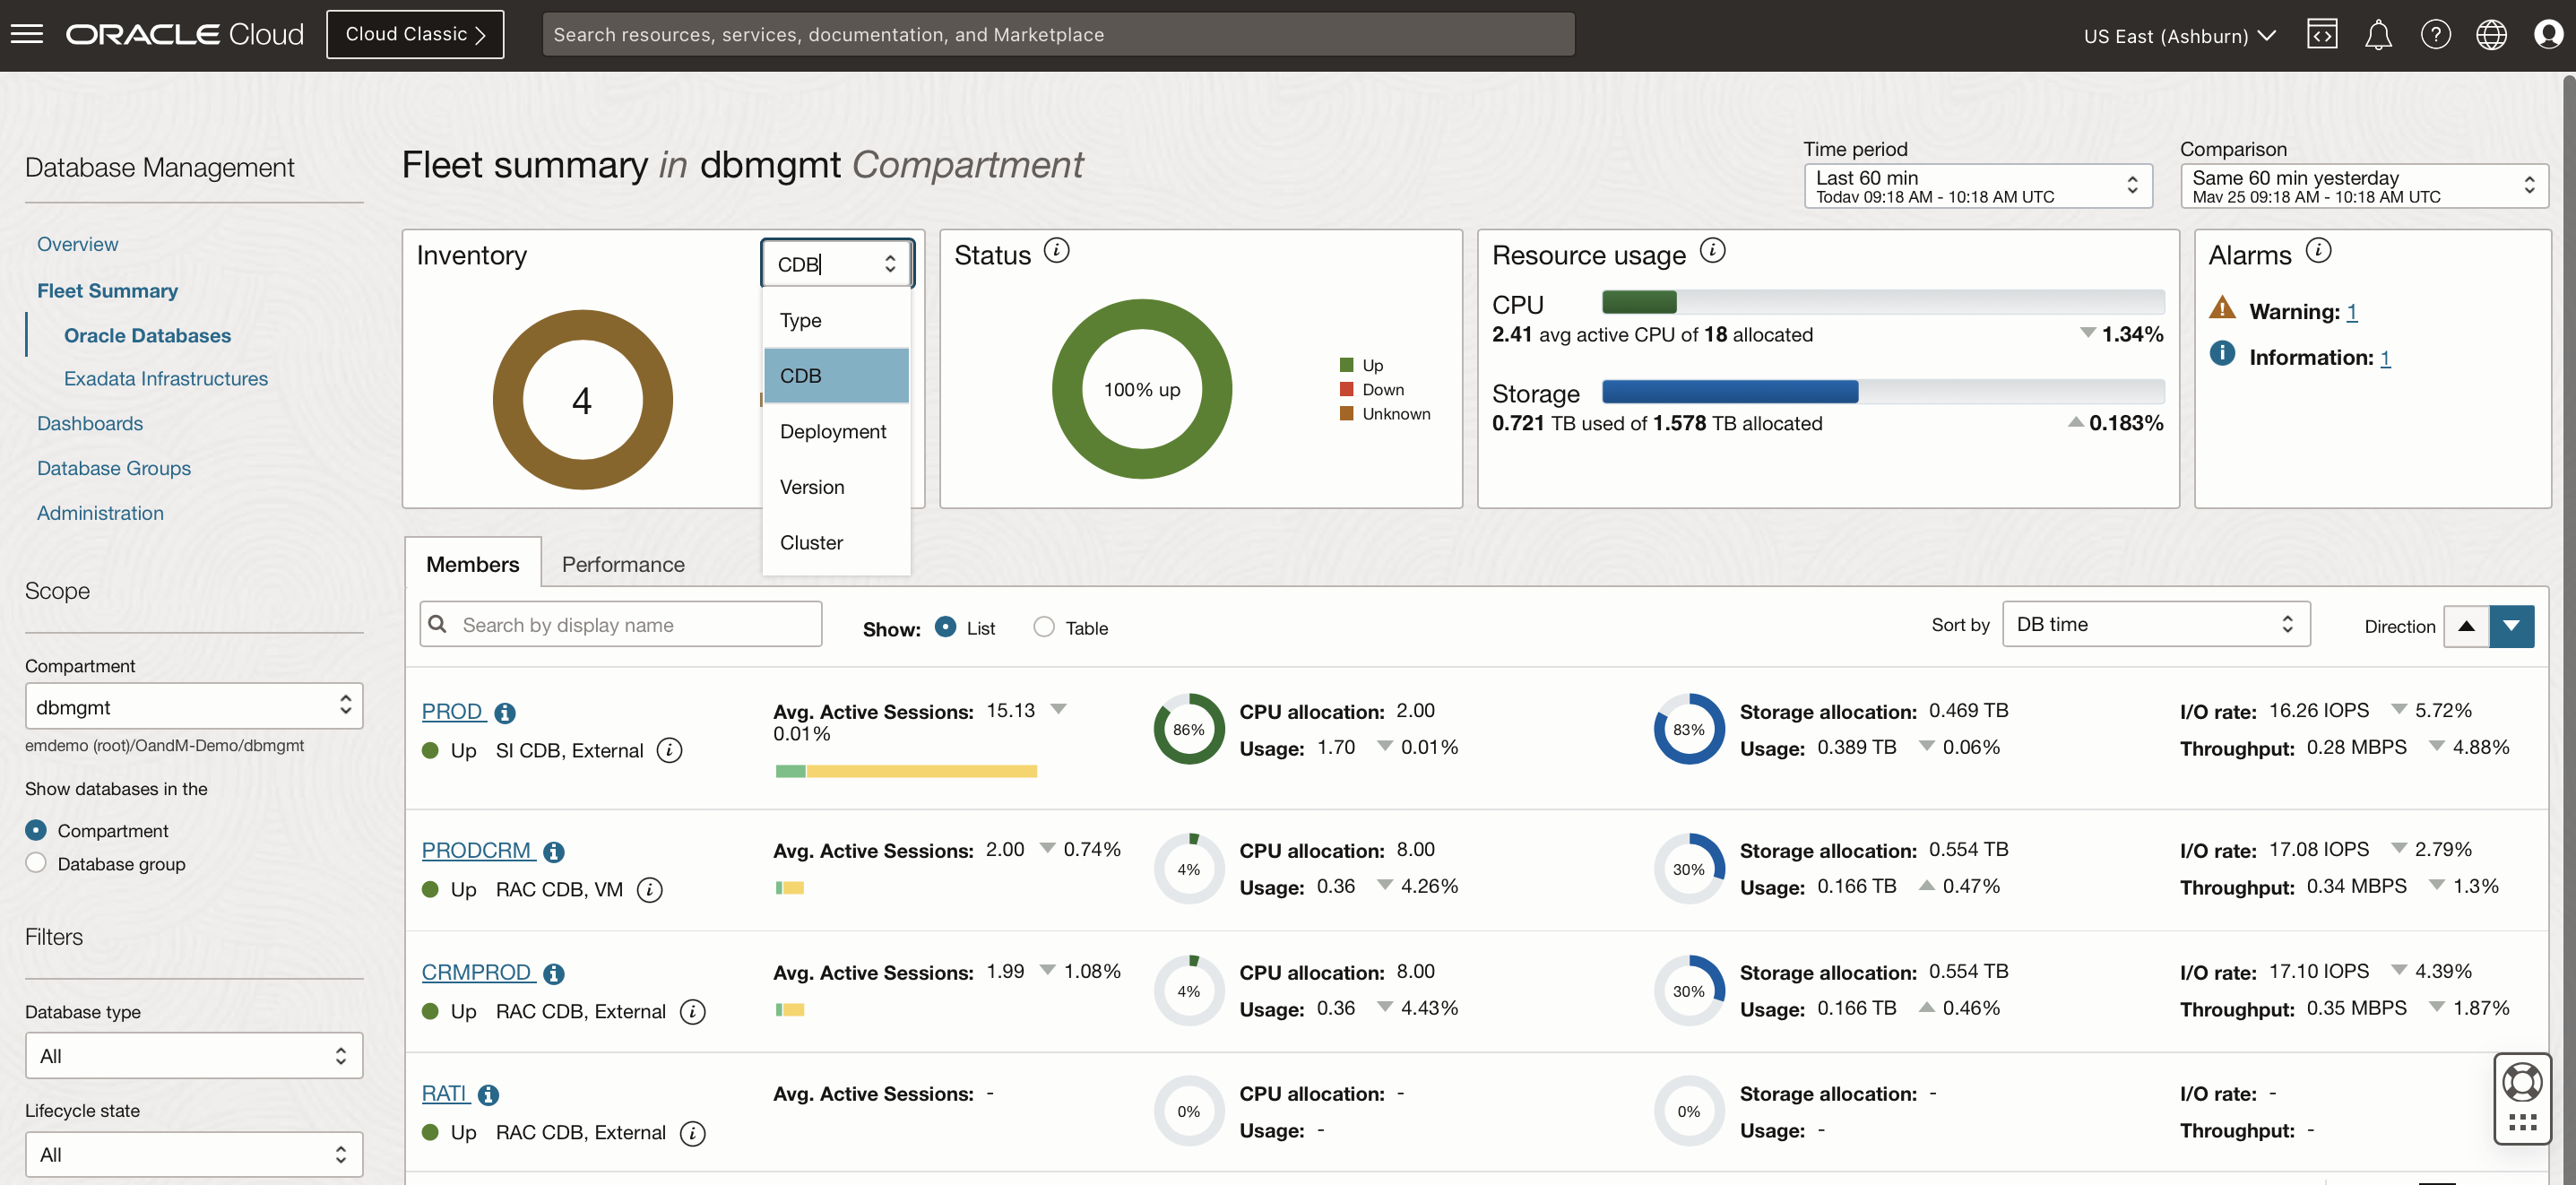 ORACLE Cloud
Cloud Classic
Search resources, services, documentation, and Marketplace
US East (Ashburn)
Database Management
Overview
Fleet Summary
Oracle Databases
Exadata Infrastructures
Dashboards
Database Groups
Administration
Scope
Compartment
dbmgmt
emdemo (root)/OandM-Demo/dbmgmt
Show databases in the
Compartment
Database group
Filters
Database type
All
Lifecycle state
All
Fleet summary in dbmgmt Compartment
Time period
Last 60 min
Today 09:18 AM - 10:18 AM UTC
Comparison
Same 60 min yesterday
May 25 09:18 AM - 10:18 AM UTC
Inventory
CDB
4
Type
CDB
Deployment
Version
Cluster
Status
100% up
Up
Down
Unknown
Resource usage
CPU
2.41 avg active CPU of 18 allocated
1.34%
Storage
0.721 TB used of 1.578 TB allocated
0.183%
Alarms
Warning: 1
Information: 1
Members
Performance
Search by display name
Show:
List
Table
Sort by
DB time
Direction
PROD
Up SI CDB, External
Avg. Active Sessions: 15.13
0.01%
86%
CPU allocation: 2.00
Usage: 1.70 0.01%
83%
Storage allocation: 0.469 TB
Usage: 0.389 TB 0.06%
I/O rate: 16.26 IOPS 5.72%
Throughput: 0.28 MBPS 4.88%
PRODCRM
Up RAC CDB, VM
Avg. Active Sessions: 2.00 0.74%
4%
CPU allocation: 8.00
Usage: 0.36 4.26%
30%
Storage allocation: 0.554 TB
Usage: 0.166 TB 0.47%
I/O rate: 17.08 IOPS 2.79%
Throughput: 0.34 MBPS 1.3%
CRMPROD
Up RAC CDB, External
Avg. Active Sessions: 1.99 1.08%
4%
CPU allocation: 8.00
Usage: 0.36 4.43%
30%
Storage allocation: 0.554 TB
Usage: 0.166 TB 0.46%
I/O rate: 17.10 IOPS 4.39%
Throughput: 0.35 MBPS 1.87%
RATI
Up RAC CDB, External
Avg. Active Sessions: -
0%
CPU allocation: -
Usage: -
0%
Storage allocation: -
Usage: -
I/O rate: -
Throughput: -